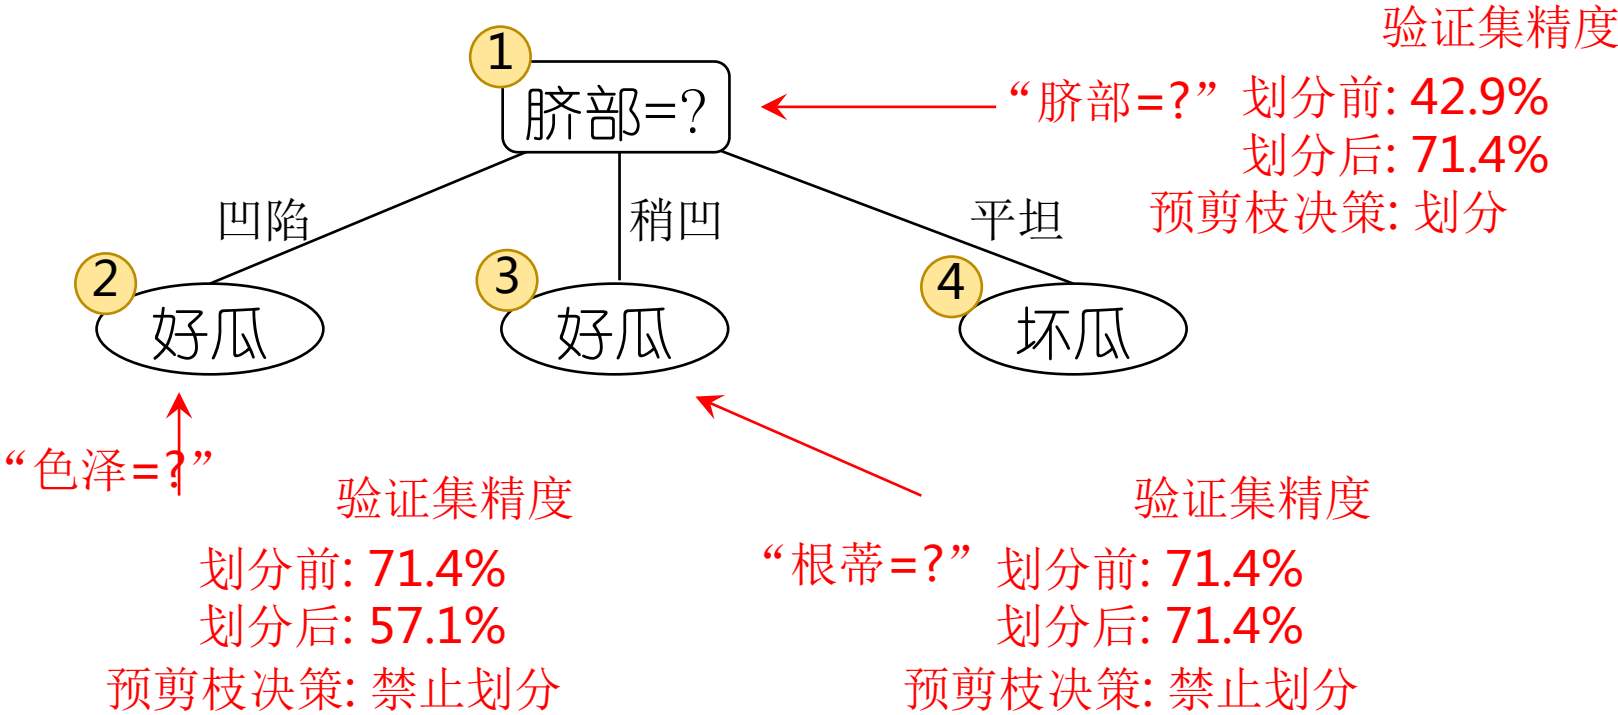 验证集精度
1
脐部=?
“脐部=?” 划分前: 42.9%
划分后: 71.4%
预剪枝决策: 划分
凹陷
稍凹
平坦
2
好瓜
3
好瓜
4
坏瓜
“色泽=?”
验证集精度
划分前: 71.4%
划分后: 57.1%
预剪枝决策: 禁止划分
验证集精度
“根蒂=?” 划分前: 71.4%
划分后: 71.4%
预剪枝决策: 禁止划分